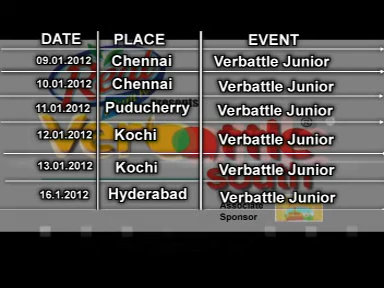 DATE PLACE EVENT
09.01.2012 Chennai Verbattle Junior
10.01.2012 Chennai Verbattle Junior
11.01.2012 Puducherry Verbattle Junior
12.01.2012 Kochi Verbattle Junior
13.01.2012 Kochi Verbattle Junior
16.1.2012 Hyderabad Verbattle Junior
South
Associate
Sponsor